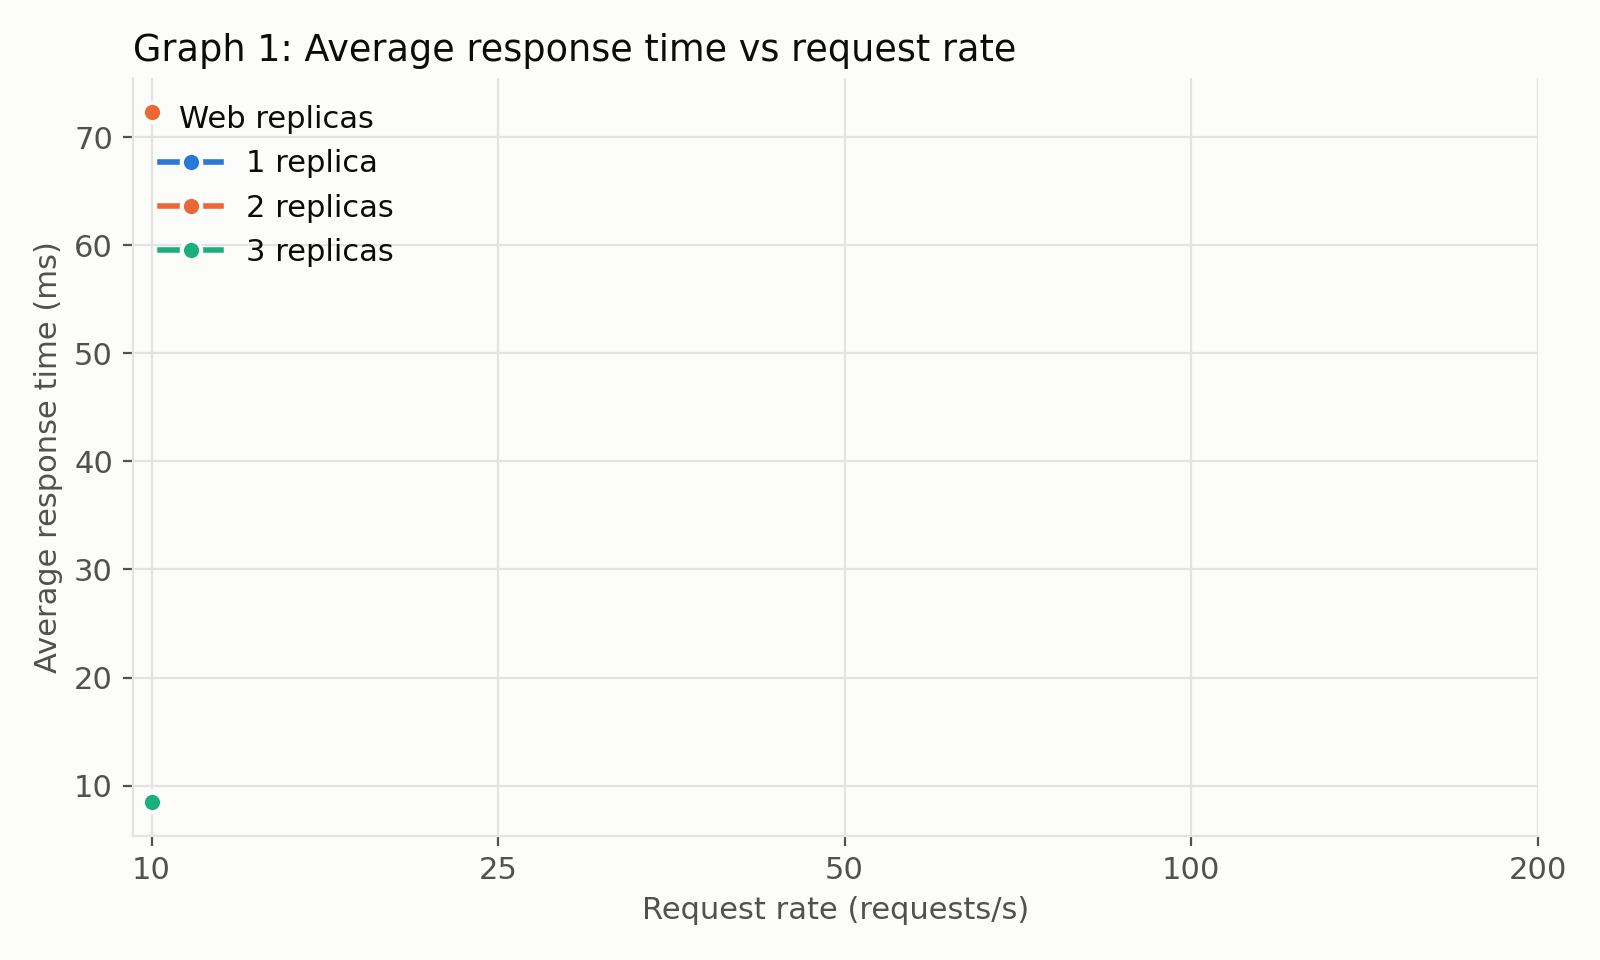 Graph 1: Average response time vs request rate
Web replicas
1 replica
2 replicas
3 replicas
Average response time (ms)
70
60
50
40
30
20
10
10 25 50 100 200
Request rate (requests/s)